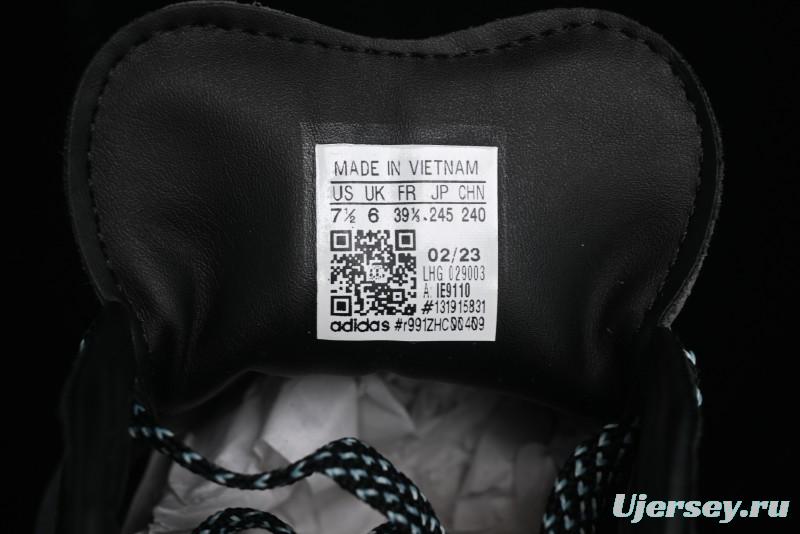 MADE IN VIETNAM
US UK FR JP CHN
7½ 6 39⅓ 245 240
02/23
LHG 029003
A: IE9110
#131915831
adidas #r991ZHC00409
Ujersey.ru